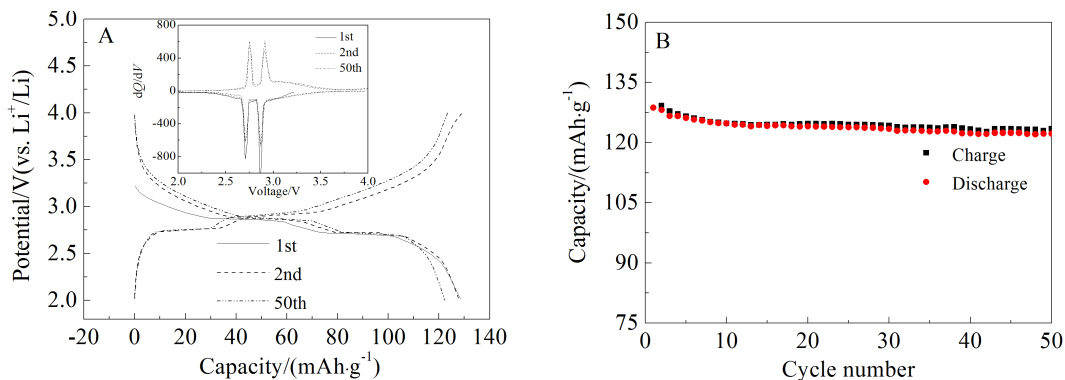 A
5.0
4.5
4.0
3.5
3.0
2.5
2.0
Potential/V(vs. Li⁺/Li)
-20 0 20 40 60 80 100 120 140
Capacity/(mAh·g⁻¹)
1st
2nd
50th
800
400
0
-400
-800
dQ/dV
2.0 2.5 3.0 3.5 4.0
Voltage/V
1st
2nd
50th
B
150
135
120
105
90
75
Capacity/(mAh·g⁻¹)
Charge
Discharge
0 10 20 30 40 50
Cycle number